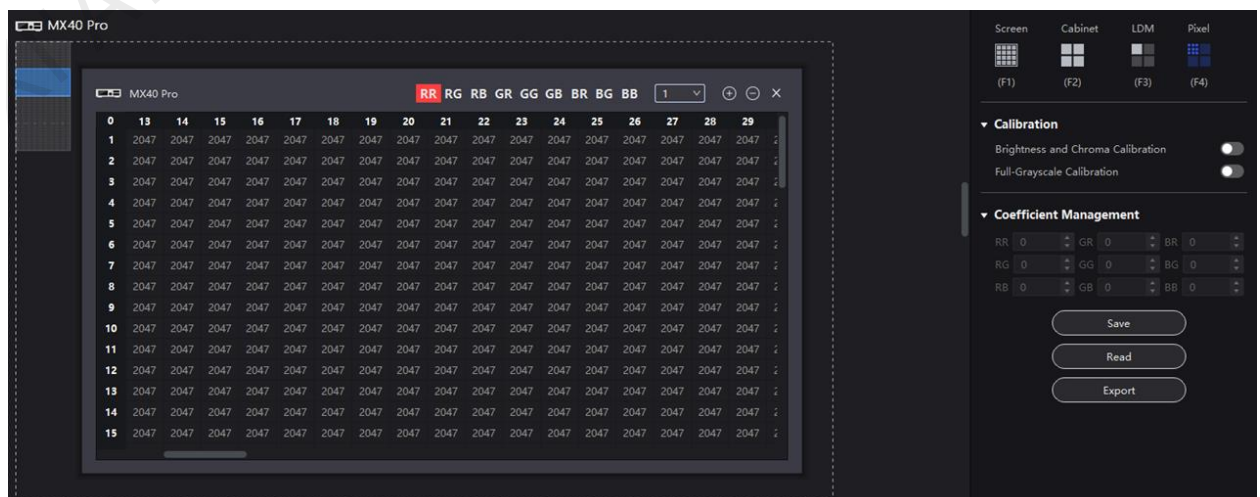 MX40 Pro
MX40 Pro RR RG RB GR GG GB BR BG BB 1
0 13 14 15 16 17 18 19 20 21 22 23 24 25 26 27 28 29
1 2047 2047 2047 2047 2047 2047 2047 2047 2047 2047 2047 2047 2047 2047 2047 2047 2047 2
2 2047 2047 2047 2047 2047 2047 2047 2047 2047 2047 2047 2047 2047 2047 2047 2047 2047 2
3 2047 2047 2047 2047 2047 2047 2047 2047 2047 2047 2047 2047 2047 2047 2047 2047 2047 2
4 2047 2047 2047 2047 2047 2047 2047 2047 2047 2047 2047 2047 2047 2047 2047 2047 2047 2
5 2047 2047 2047 2047 2047 2047 2047 2047 2047 2047 2047 2047 2047 2047 2047 2047 2047 2
6 2047 2047 2047 2047 2047 2047 2047 2047 2047 2047 2047 2047 2047 2047 2047 2047 2047 2
7 2047 2047 2047 2047 2047 2047 2047 2047 2047 2047 2047 2047 2047 2047 2047 2047 2047 2
8 2047 2047 2047 2047 2047 2047 2047 2047 2047 2047 2047 2047 2047 2047 2047 2047 2047 2
9 2047 2047 2047 2047 2047 2047 2047 2047 2047 2047 2047 2047 2047 2047 2047 2047 2047 2
10 2047 2047 2047 2047 2047 2047 2047 2047 2047 2047 2047 2047 2047 2047 2047 2047 2047 2
11 2047 2047 2047 2047 2047 2047 2047 2047 2047 2047 2047 2047 2047 2047 2047 2047 2047 2
12 2047 2047 2047 2047 2047 2047 2047 2047 2047 2047 2047 2047 2047 2047 2047 2047 2047 2
13 2047 2047 2047 2047 2047 2047 2047 2047 2047 2047 2047 2047 2047 2047 2047 2047 2047 2
14 2047 2047 2047 2047 2047 2047 2047 2047 2047 2047 2047 2047 2047 2047 2047 2047 2047 2
15 2047 2047 2047 2047 2047 2047 2047 2047 2047 2047 2047 2047 2047 2047 2047 2047 2047 2
Screen Cabinet LDM Pixel
(F1) (F2) (F3) (F4)
Calibration
Brightness and Chroma Calibration
Full-Grayscale Calibration
Coefficient Management
RR 0 GR 0 BR 0
RG 0 GG 0 BG 0
RB 0 GB 0 BB 0
Save
Read
Export